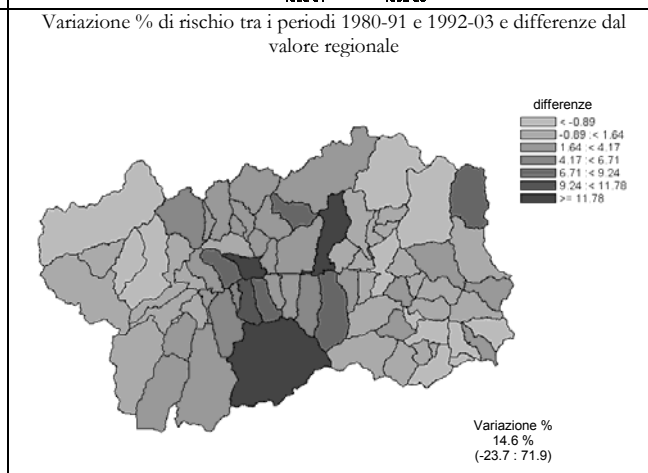 Variazione % di rischio tra i periodi 1980-91 e 1992-03 e differenze dal
valore regionale
differenze
< -0.89
-0.89 :< 1.64
1.64 :< 4.17
4.17 :< 6.71
6.71 :< 9.24
9.24 :< 11.78
>= 11.78
Variazione %
14.6 %
(-23.7 : 71.9)